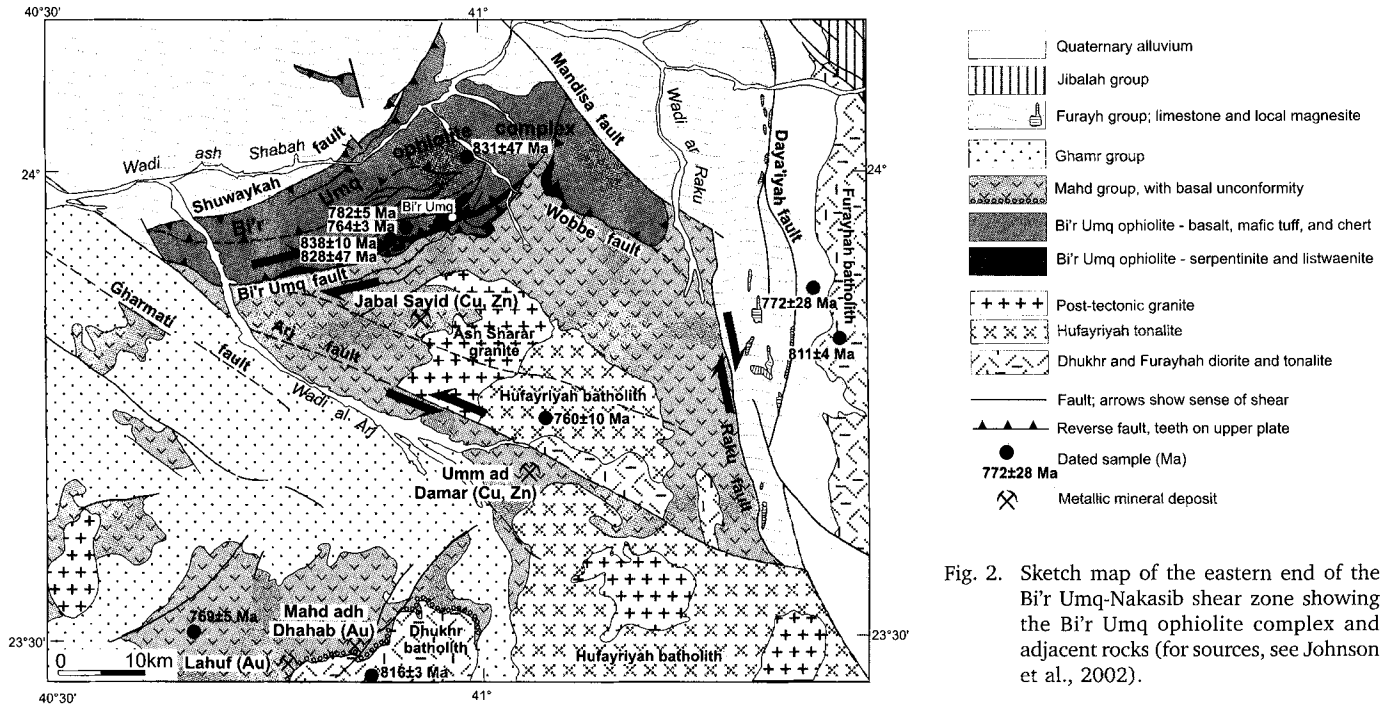 40°30'
41°
Mandisa fault
Wadi ash Shabah
Shuwaykah fault
Bi'r Umq ophiolite complex
831±47 Ma
Wadi ar Raku
Daya'iyah fault
24°
24°
Furayhah batholith
782±5 Ma
764±3 Ma
Bi'r Umq
838±10 Ma
828±47 Ma
Wobbe fault
Bi'r Umq fault
Gharmati fault
Jabal Sayid (Cu, Zn)
772±28 Ma
Arj fault
Ash Sharar
granite
811±4 Ma
Hufayriyah batholith
760±10 Ma
Wadi al Arj
Raku fault
Umm ad
Damar (Cu, Zn)
769±5 Ma
Mahd adh
Dhahab (Au)
Dhukhr
batholith
23°30'
23°30'
0 10km
Lahuf (Au)
816±3 Ma
Hufayriyah batholith
40°30'
41°
Quaternary alluvium
Jibalah group
Furayh group; limestone and local magnesite
Ghamr group
Mahd group, with basal unconformity
Bi'r Umq ophiolite - basalt, mafic tuff, and chert
Bi'r Umq ophiolite - serpentinite and listwaenite
Post-tectonic granite
Hufayriyah tonalite
Dhukhr and Furayhah diorite and tonalite
Fault; arrows show sense of shear
Reverse fault, teeth on upper plate
Dated sample (Ma)
772±28 Ma
Metallic mineral deposit
Fig. 2. Sketch map of the eastern end of the
Bi'r Umq-Nakasib shear zone showing
the Bi'r Umq ophiolite complex and
adjacent rocks (for sources, see Johnson
et al., 2002).